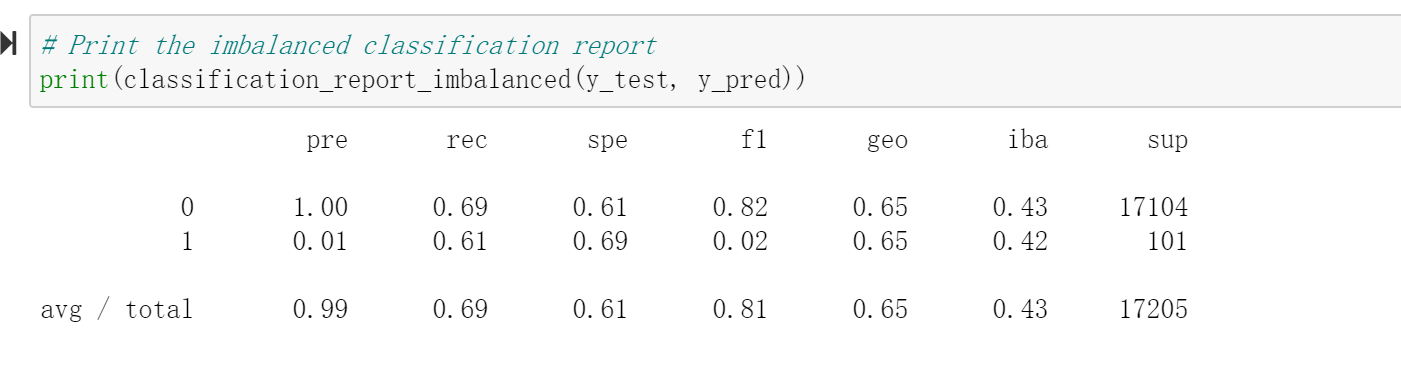 # Print the imbalanced classification report
print(classification_report_imbalanced(y_test, y_pred))
pre rec spe f1 geo iba sup
0 1.00 0.69 0.61 0.82 0.65 0.43 17104
1 0.01 0.61 0.69 0.02 0.65 0.42 101
avg / total 0.99 0.69 0.61 0.81 0.65 0.43 17205